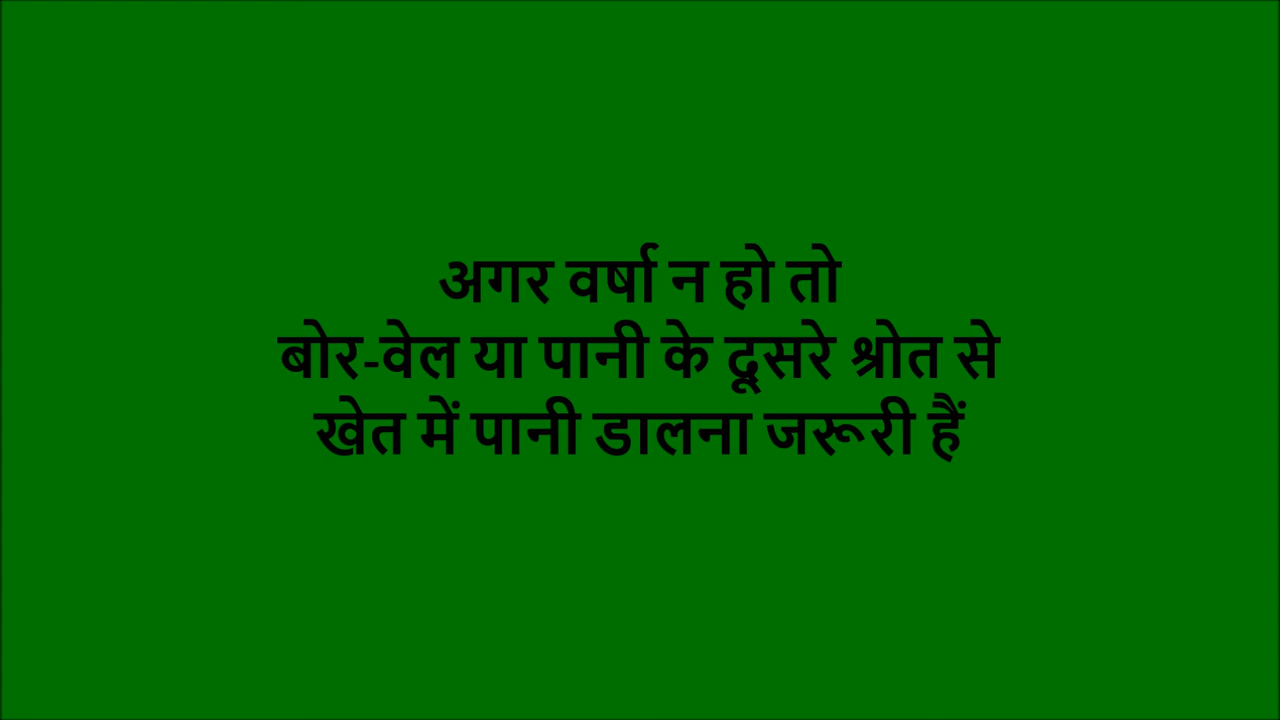 अगर वर्षा न हो तो
बोर-वेल या पानी के दूसरे श्रोत से
खेत में पानी डालना जरूरी हैं